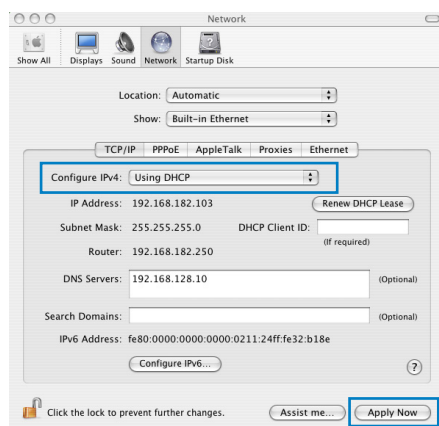 Network
Show All Displays Sound Network Startup Disk
Location: Automatic
Show: Built-in Ethernet
TCP/IP PPPoE AppleTalk Proxies Ethernet
Configure IPv4: Using DHCP
IP Address: 192.168.182.103 Renew DHCP Lease
Subnet Mask: 255.255.255.0 DHCP Client ID:
(If required)
Router: 192.168.182.250
DNS Servers: 192.168.128.10 (Optional)
Search Domains: (Optional)
IPv6 Address: fe80:0000:0000:0000:0211:24ff:fe32:b18e
Configure IPv6... ?
Click the lock to prevent further changes. Assist me... Apply Now